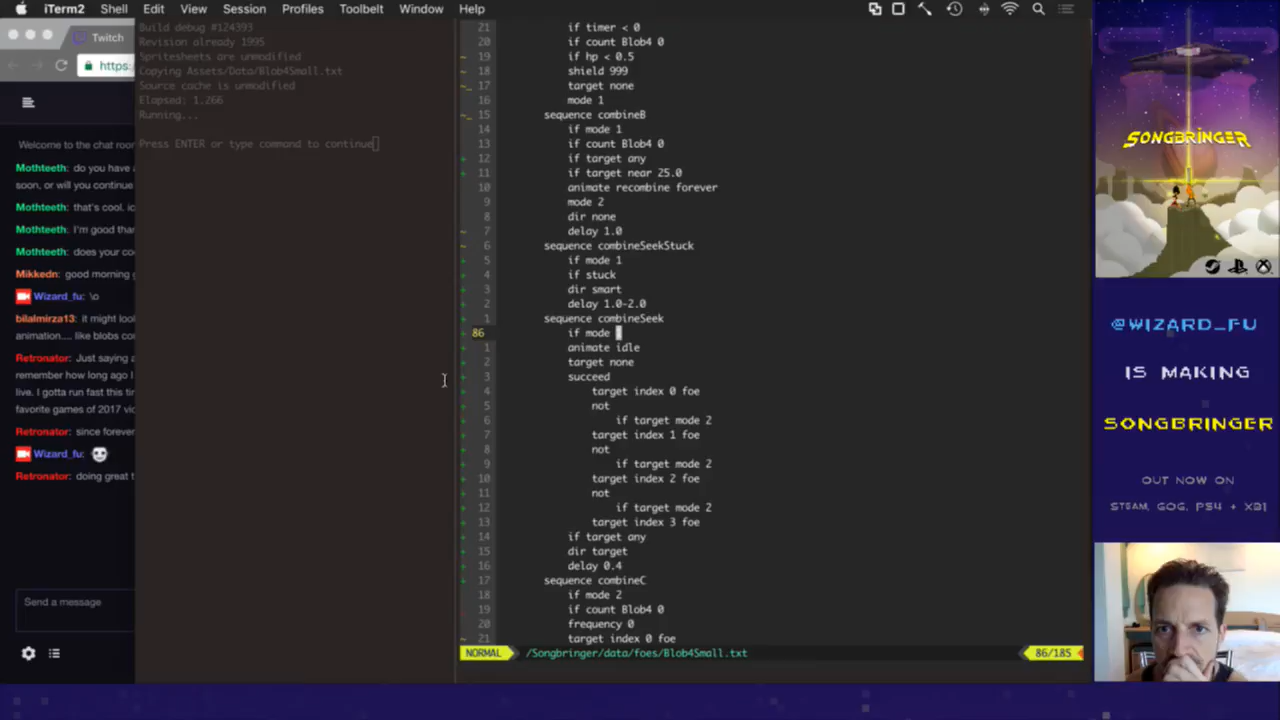 iTerm2 Shell Edit View Session Profiles Toolbelt Window Help
Twitch
https:
Welcome to the chat roo
Mothteeth: do you have
soon, or will you continue
Mothteeth: that's cool.
Mothteeth: I'm good than
Mothteeth: does your co
Mikkedn: good morning
Wizard_fu: \o
bilalmirza13: it might loo
animation.... like blobs co
Retronator: Just saying
remember how long ago I
live. I gotta run fast this ti
favorite games of 2017 vi
Retronator: since forever
Wizard_fu:
Retronator: doing great t
Send a message
Build debug #124393
Revision already 1995
Spritesheets are unmodified
Copying Assets/Data/Blob4Small.txt
Source cache is unmodified
Elapsed: 1.266
Running...
Press ENTER or type command to continue
21 if timer < 0
20 if count Blob4 0
~ 19 if hp < 0.5
~ 18 shield 999
~_ 17 target none
16 mode 1
~_ 15 sequence combineB
14 if mode 1
13 if count Blob4 0
+ 12 if target any
+ 11 if target near 25.0
10 animate recombine forever
9 mode 2
8 dir none
~ 7 delay 1.0
~ 6 sequence combineSeekStuck
+ 5 if mode 1
+ 4 if stuck
+ 3 dir smart
+ 2 delay 1.0-2.0
+ 1 sequence combineSeek
+ 86 if mode
+ 1 animate idle
+ 2 target none
+ 3 succeed
+ 4 target index 0 foe
+ 5 not
+ 6 if target mode 2
+ 7 target index 1 foe
+ 8 not
+ 9 if target mode 2
+ 10 target index 2 foe
+ 11 not
+ 12 if target mode 2
+ 13 target index 3 foe
+ 14 if target any
+ 15 dir target
+ 16 delay 0.4
+ 17 sequence combineC
18 if mode 2
19 if count Blob4 0
20 frequency 0
~ 21 target index 0 foe
NORMAL /Songbringer/data/foes/Blob4Small.txt 86/185
SONGBRINGER
@WIZARD_FU
IS MAKING
SONGBRINGER
OUT NOW ON
STEAM, GOG, PS4 + XB1